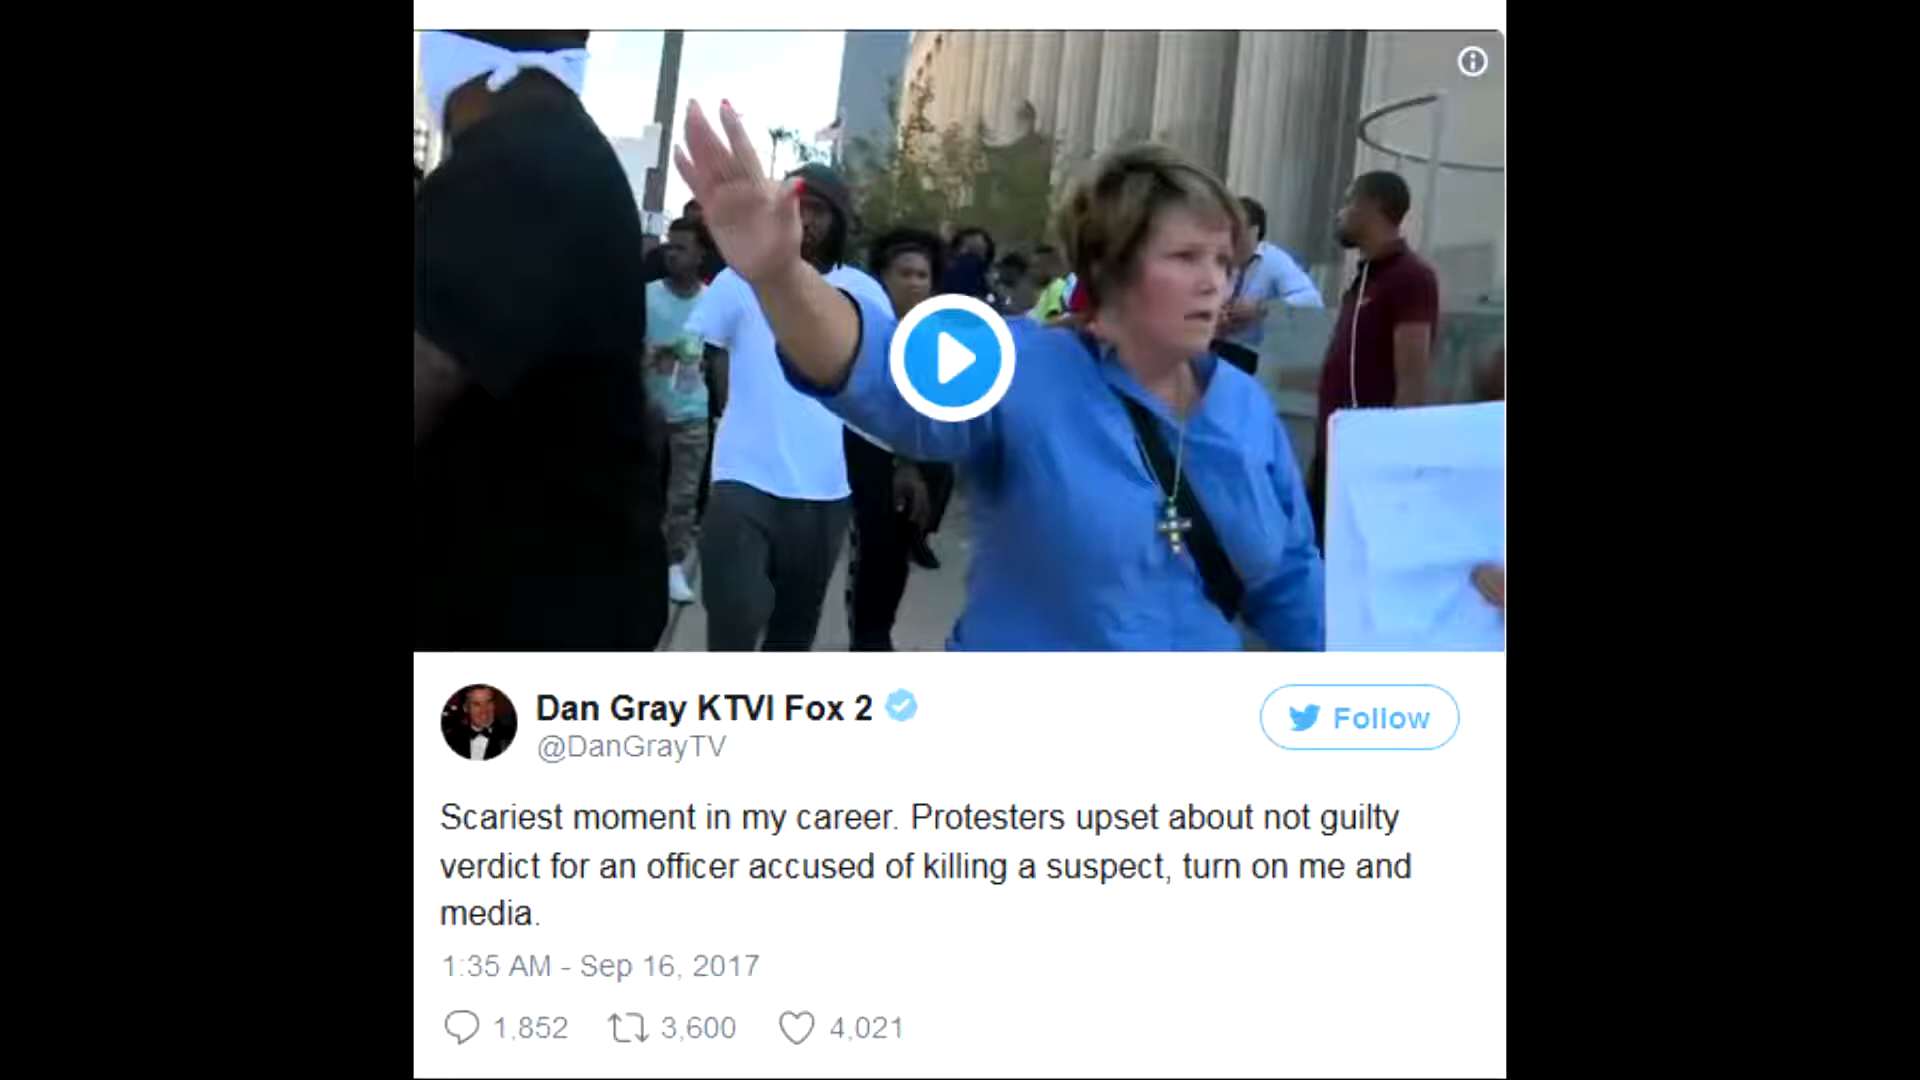 Dan Gray KTVI Fox 2
@DanGrayTV
Follow
Scariest moment in my career. Protesters upset about not guilty
verdict for an officer accused of killing a suspect, turn on me and
media.
1:35 AM - Sep 16, 2017
1,852 3,600 4,021